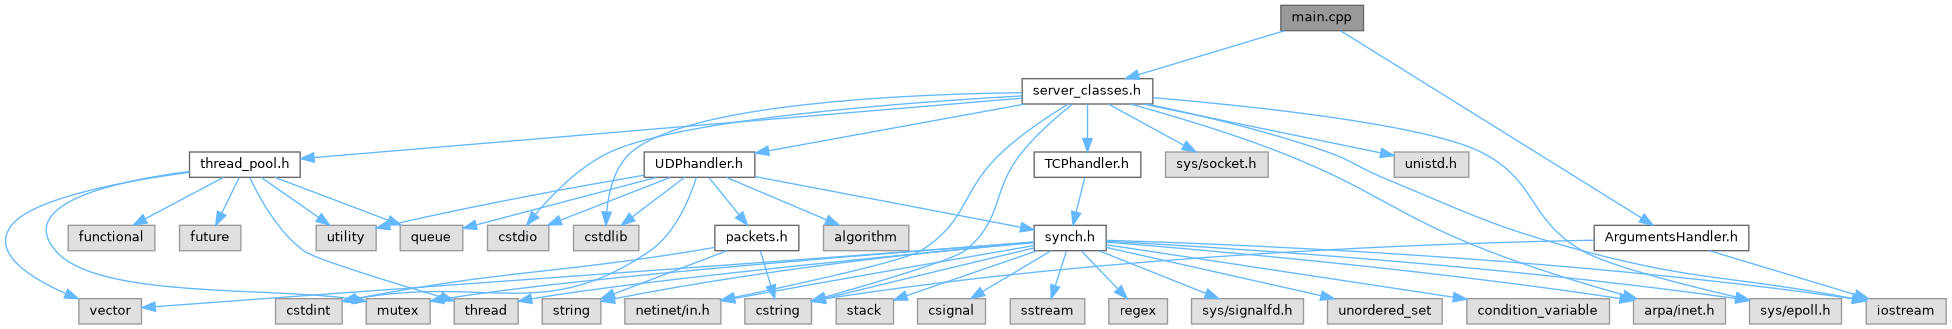 main.cpp
server_classes.h
thread_pool.h
UDPhandler.h
TCPhandler.h
sys/socket.h
unistd.h
functional
future
utility
queue
cstdio
cstdlib
packets.h
algorithm
synch.h
ArgumentsHandler.h
vector
cstdint
mutex
thread
string
netinet/in.h
cstring
stack
csignal
sstream
regex
sys/signalfd.h
unordered_set
condition_variable
arpa/inet.h
sys/epoll.h
iostream